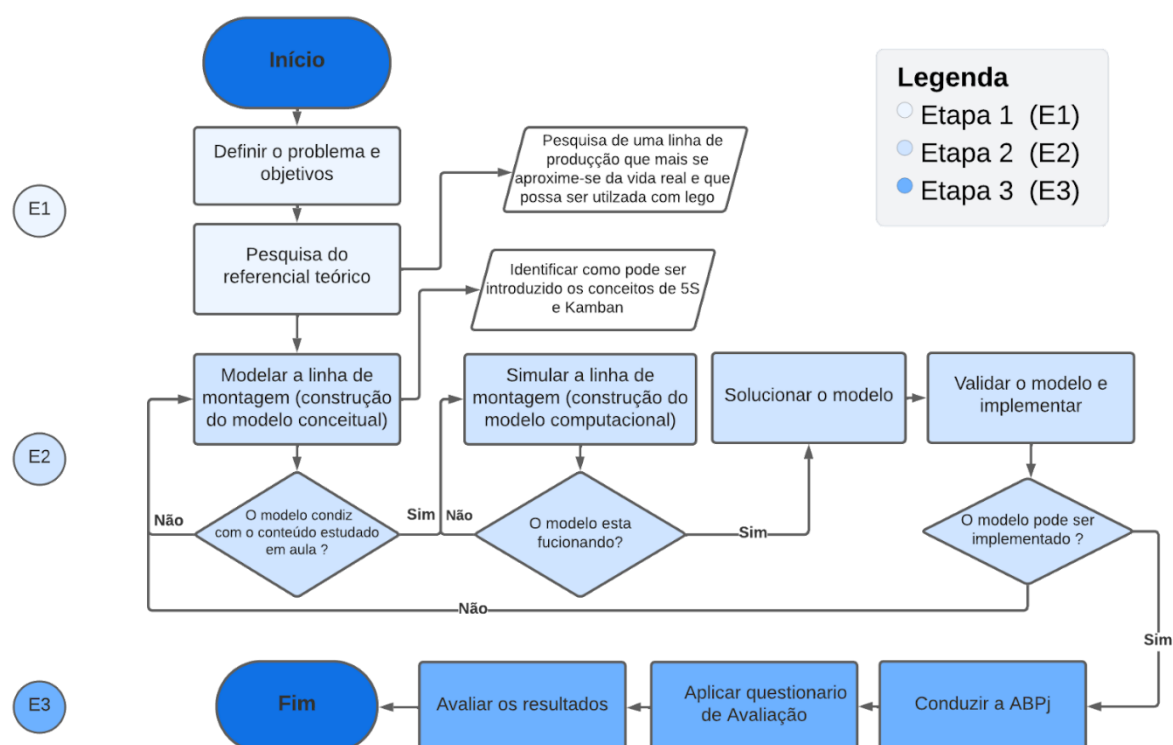 Início
Legenda
Etapa 1 (E1)
Etapa 2 (E2)
Etapa 3 (E3)
Definir o problema e
objetivos
Pesquisa de uma linha de
producção que mais se
aproxime-se da vida real e que
possa ser utilzada com lego
E1
Pesquisa do
referencial teórico
Identificar como pode ser
introduzido os conceitos de 5S
e Kamban
Modelar a linha de
montagem (construção
do modelo conceitual)
Simular a linha de
montagem (construção do
modelo computacional)
Solucionar o modelo
Validar o modelo e
implementar
E2
Não
O modelo condiz
com o conteúdo estudado
em aula ?
Sim
Não
O modelo esta
fucionando?
Sim
O modelo pode ser
implementado ?
Não
Sim
E3
Fim
Avaliar os resultados
Aplicar questionario
de Avaliação
Conduzir a ABPj